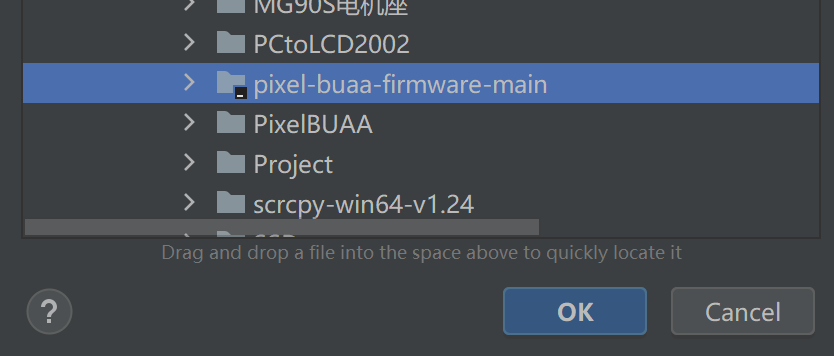 MG90S电机座
PCtoLCD2002
pixel-buaa-firmware-main
PixelBUAA
Project
scrcpy-win64-v1.24
Drag and drop a file into the space above to quickly locate it
?
OK
Cancel